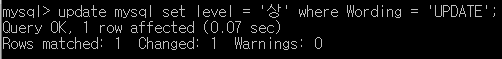 mysql> update mysql set level = '상' where Wording = 'UPDATE';
Query OK, 1 row affected (0.07 sec)
Rows matched: 1  Changed: 1  Warnings: 0